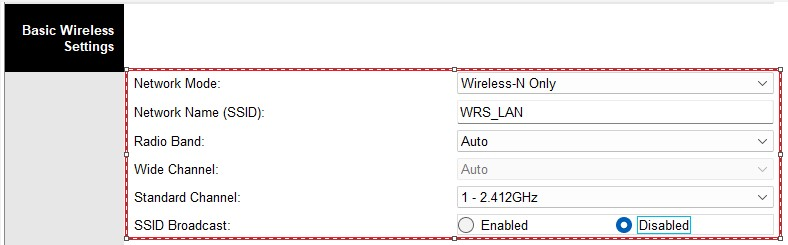 Basic Wireless
Settings
Network Mode: Wireless-N Only
Network Name (SSID): WRS_LAN
Radio Band: Auto
Wide Channel: Auto
Standard Channel: 1 - 2.412GHz
SSID Broadcast: Enabled Disabled